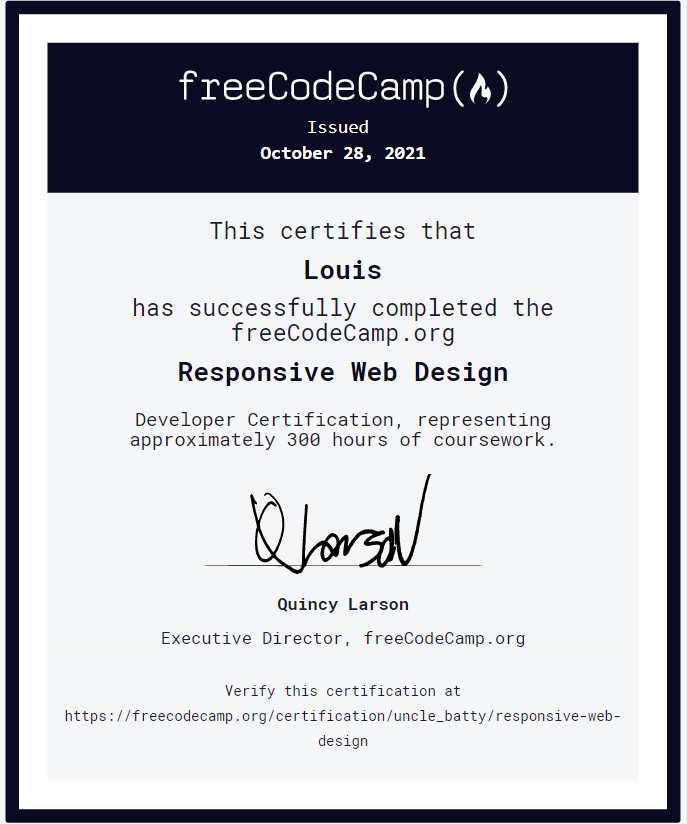 freeCodeCamp(🔥)
Issued
October 28, 2021
This certifies that
Louis
has successfully completed the
freeCodeCamp.org
Responsive Web Design
Developer Certification, representing
approximately 300 hours of coursework.
Q Larson
Quincy Larson
Executive Director, freeCodeCamp.org
Verify this certification at
https://freecodecamp.org/certification/uncle_batty/responsive-web-
design